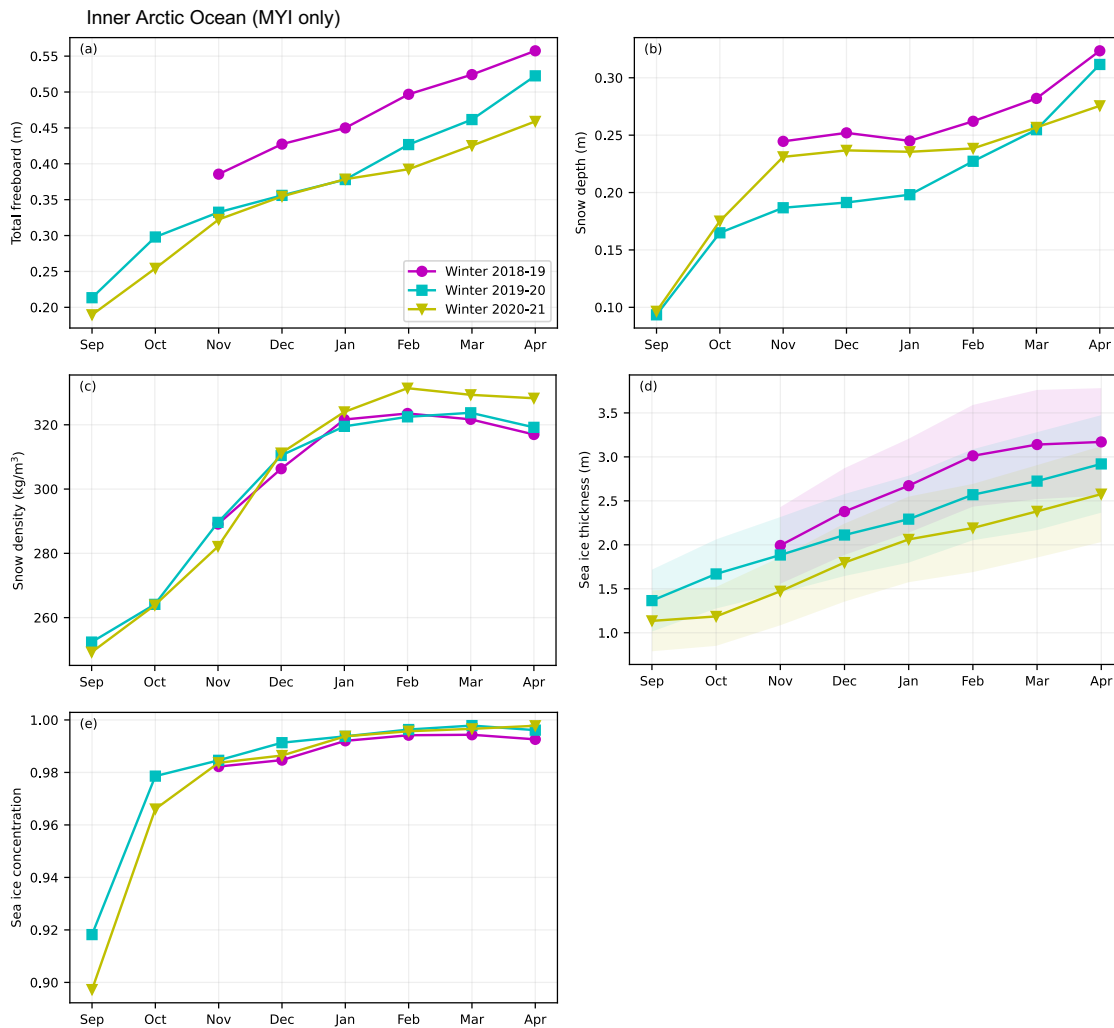 Inner Arctic Ocean (MYI only)
(a)
Total freeboard (m)
0.55
0.50
0.45
0.40
0.35
0.30
0.25
0.20
Winter 2018-19
Winter 2019-20
Winter 2020-21
Sep Oct Nov Dec Jan Feb Mar Apr
(b)
Snow depth (m)
0.30
0.25
0.20
0.15
0.10
Sep Oct Nov Dec Jan Feb Mar Apr
(c)
Snow density (kg/m³)
320
300
280
260
Sep Oct Nov Dec Jan Feb Mar Apr
(d)
Sea ice thickness (m)
3.5
3.0
2.5
2.0
1.5
1.0
Sep Oct Nov Dec Jan Feb Mar Apr
(e)
Sea ice concentration
1.00
0.98
0.96
0.94
0.92
0.90
Sep Oct Nov Dec Jan Feb Mar Apr